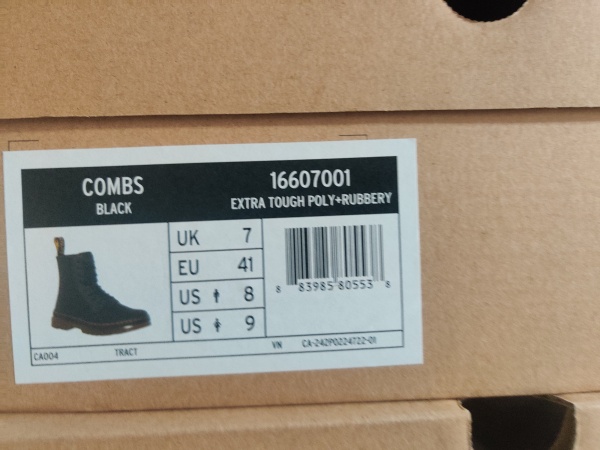 COMBS
BLACK
16607001
EXTRA TOUGH POLY+RUBBERY
UK 7
EU 41
US 8
US 9
8 83985 80553 8
CA004 TRACT VN CA-242P0224722-01